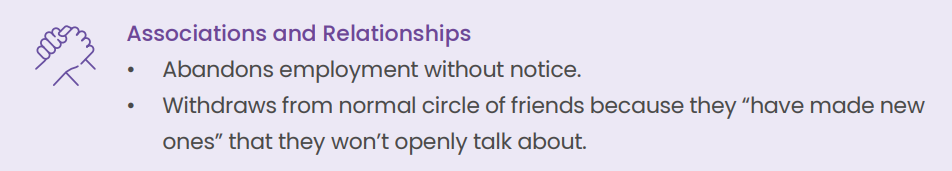 Associations and Relationships
• Abandons employment without notice.
• Withdraws from normal circle of friends because they “have made new
ones” that they won’t openly talk about.